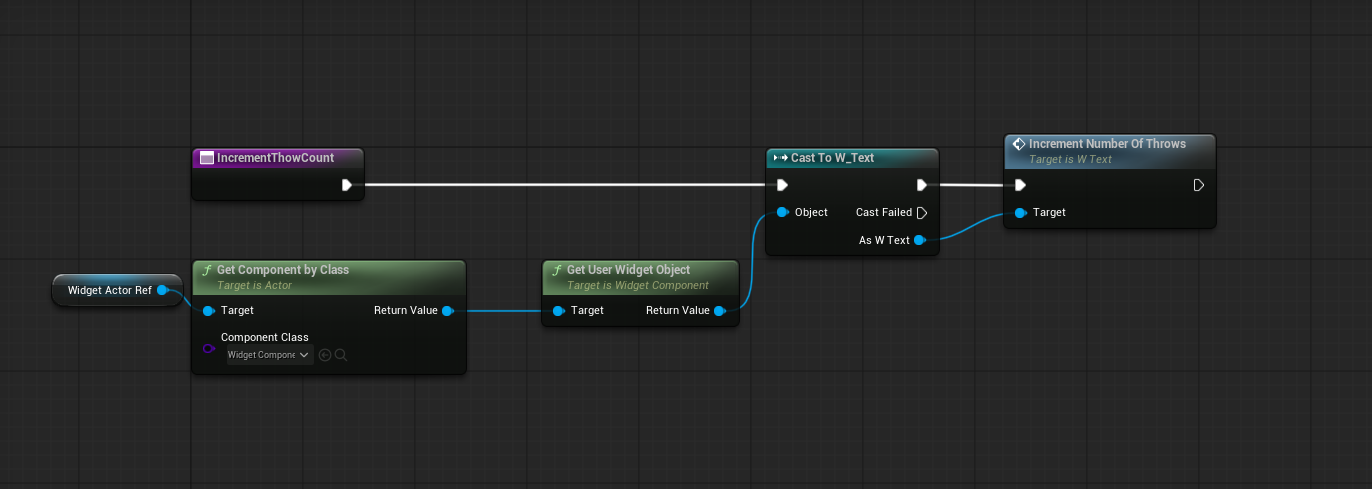 IncrementThowCount
Cast To W_Text
Object
Cast Failed
As W Text
Increment Number Of Throws
Target is W Text
Target
Widget Actor Ref
f Get Component by Class
Target is Actor
Target
Return Value
Component Class
Widget Compone
f Get User Widget Object
Target is Widget Component
Target
Return Value